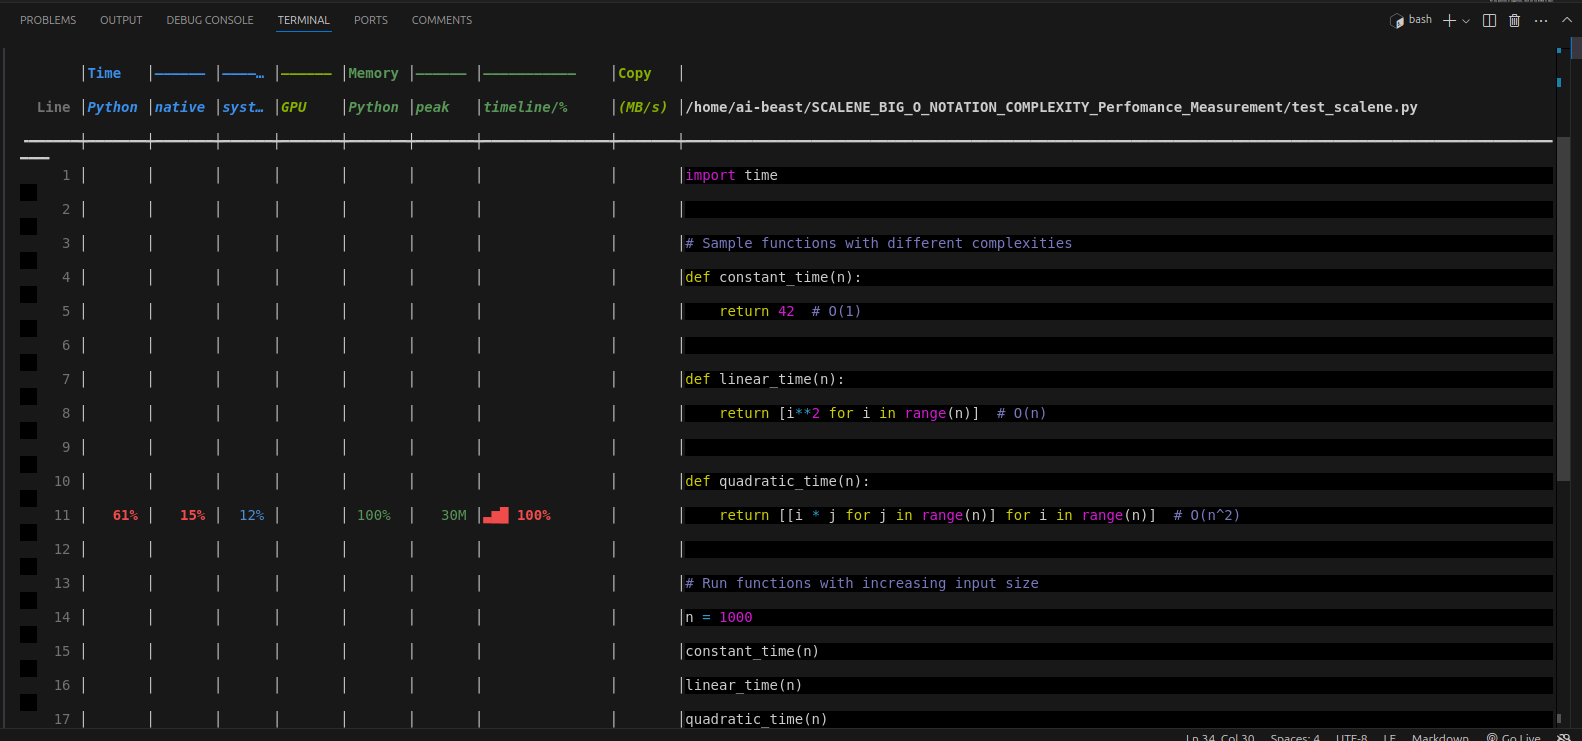 PROBLEMS OUTPUT DEBUG CONSOLE TERMINAL PORTS COMMENTS bash
Time Memory Copy
Line Python native syst… GPU Python peak timeline/% (MB/s) /home/ai-beast/SCALENE_BIG_O_NOTATION_COMPLEXITY_Perfomance_Measurement/test_scalene.py
1 import time
2
3 # Sample functions with different complexities
4 def constant_time(n):
5 return 42 # O(1)
6
7 def linear_time(n):
8 return [i**2 for i in range(n)] # O(n)
9
10 def quadratic_time(n):
11 61% 15% 12% 100% 30M 100% return [[i * j for j in range(n)] for i in range(n)] # O(n^2)
12
13 # Run functions with increasing input size
14 n = 1000
15 constant_time(n)
16 linear_time(n)
17 quadratic_time(n)
Ln 34, Col 30 Spaces: 4 UTF-8 LF Markdown Go Live